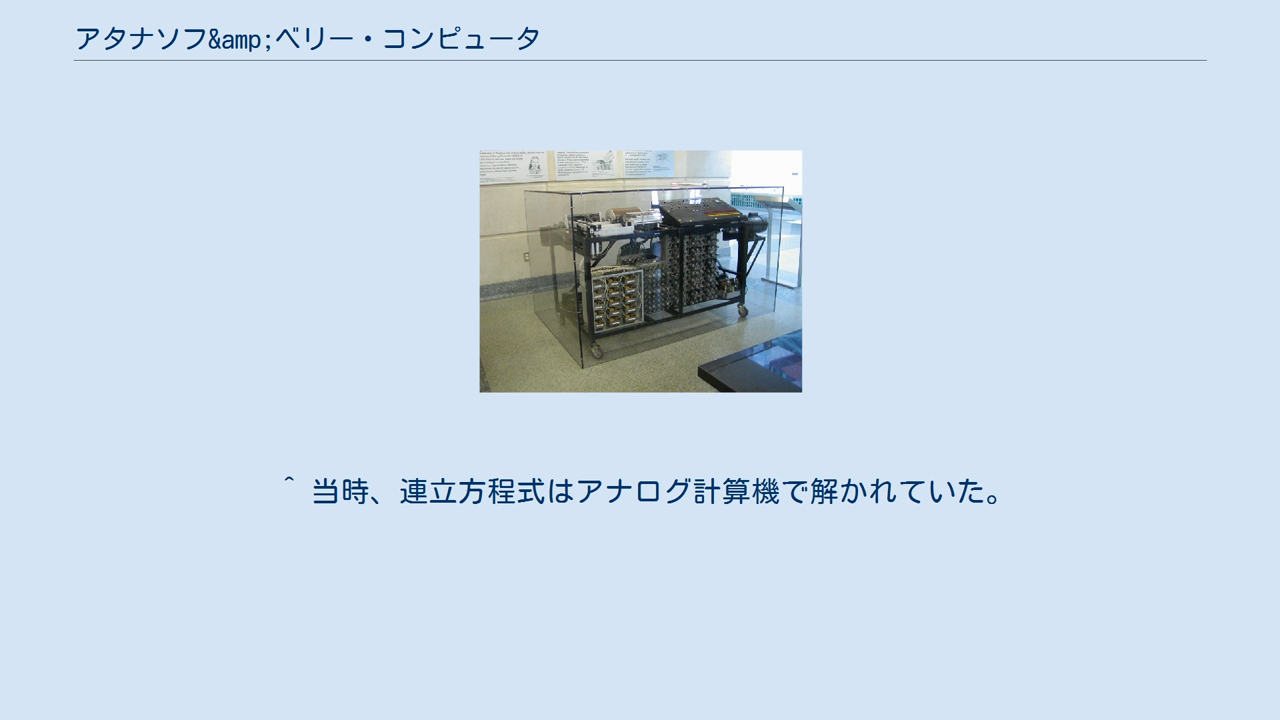 アタナソフ&amp;ベリー・コンピュータ
^ 当時、連立方程式はアナログ計算機で解かれていた。